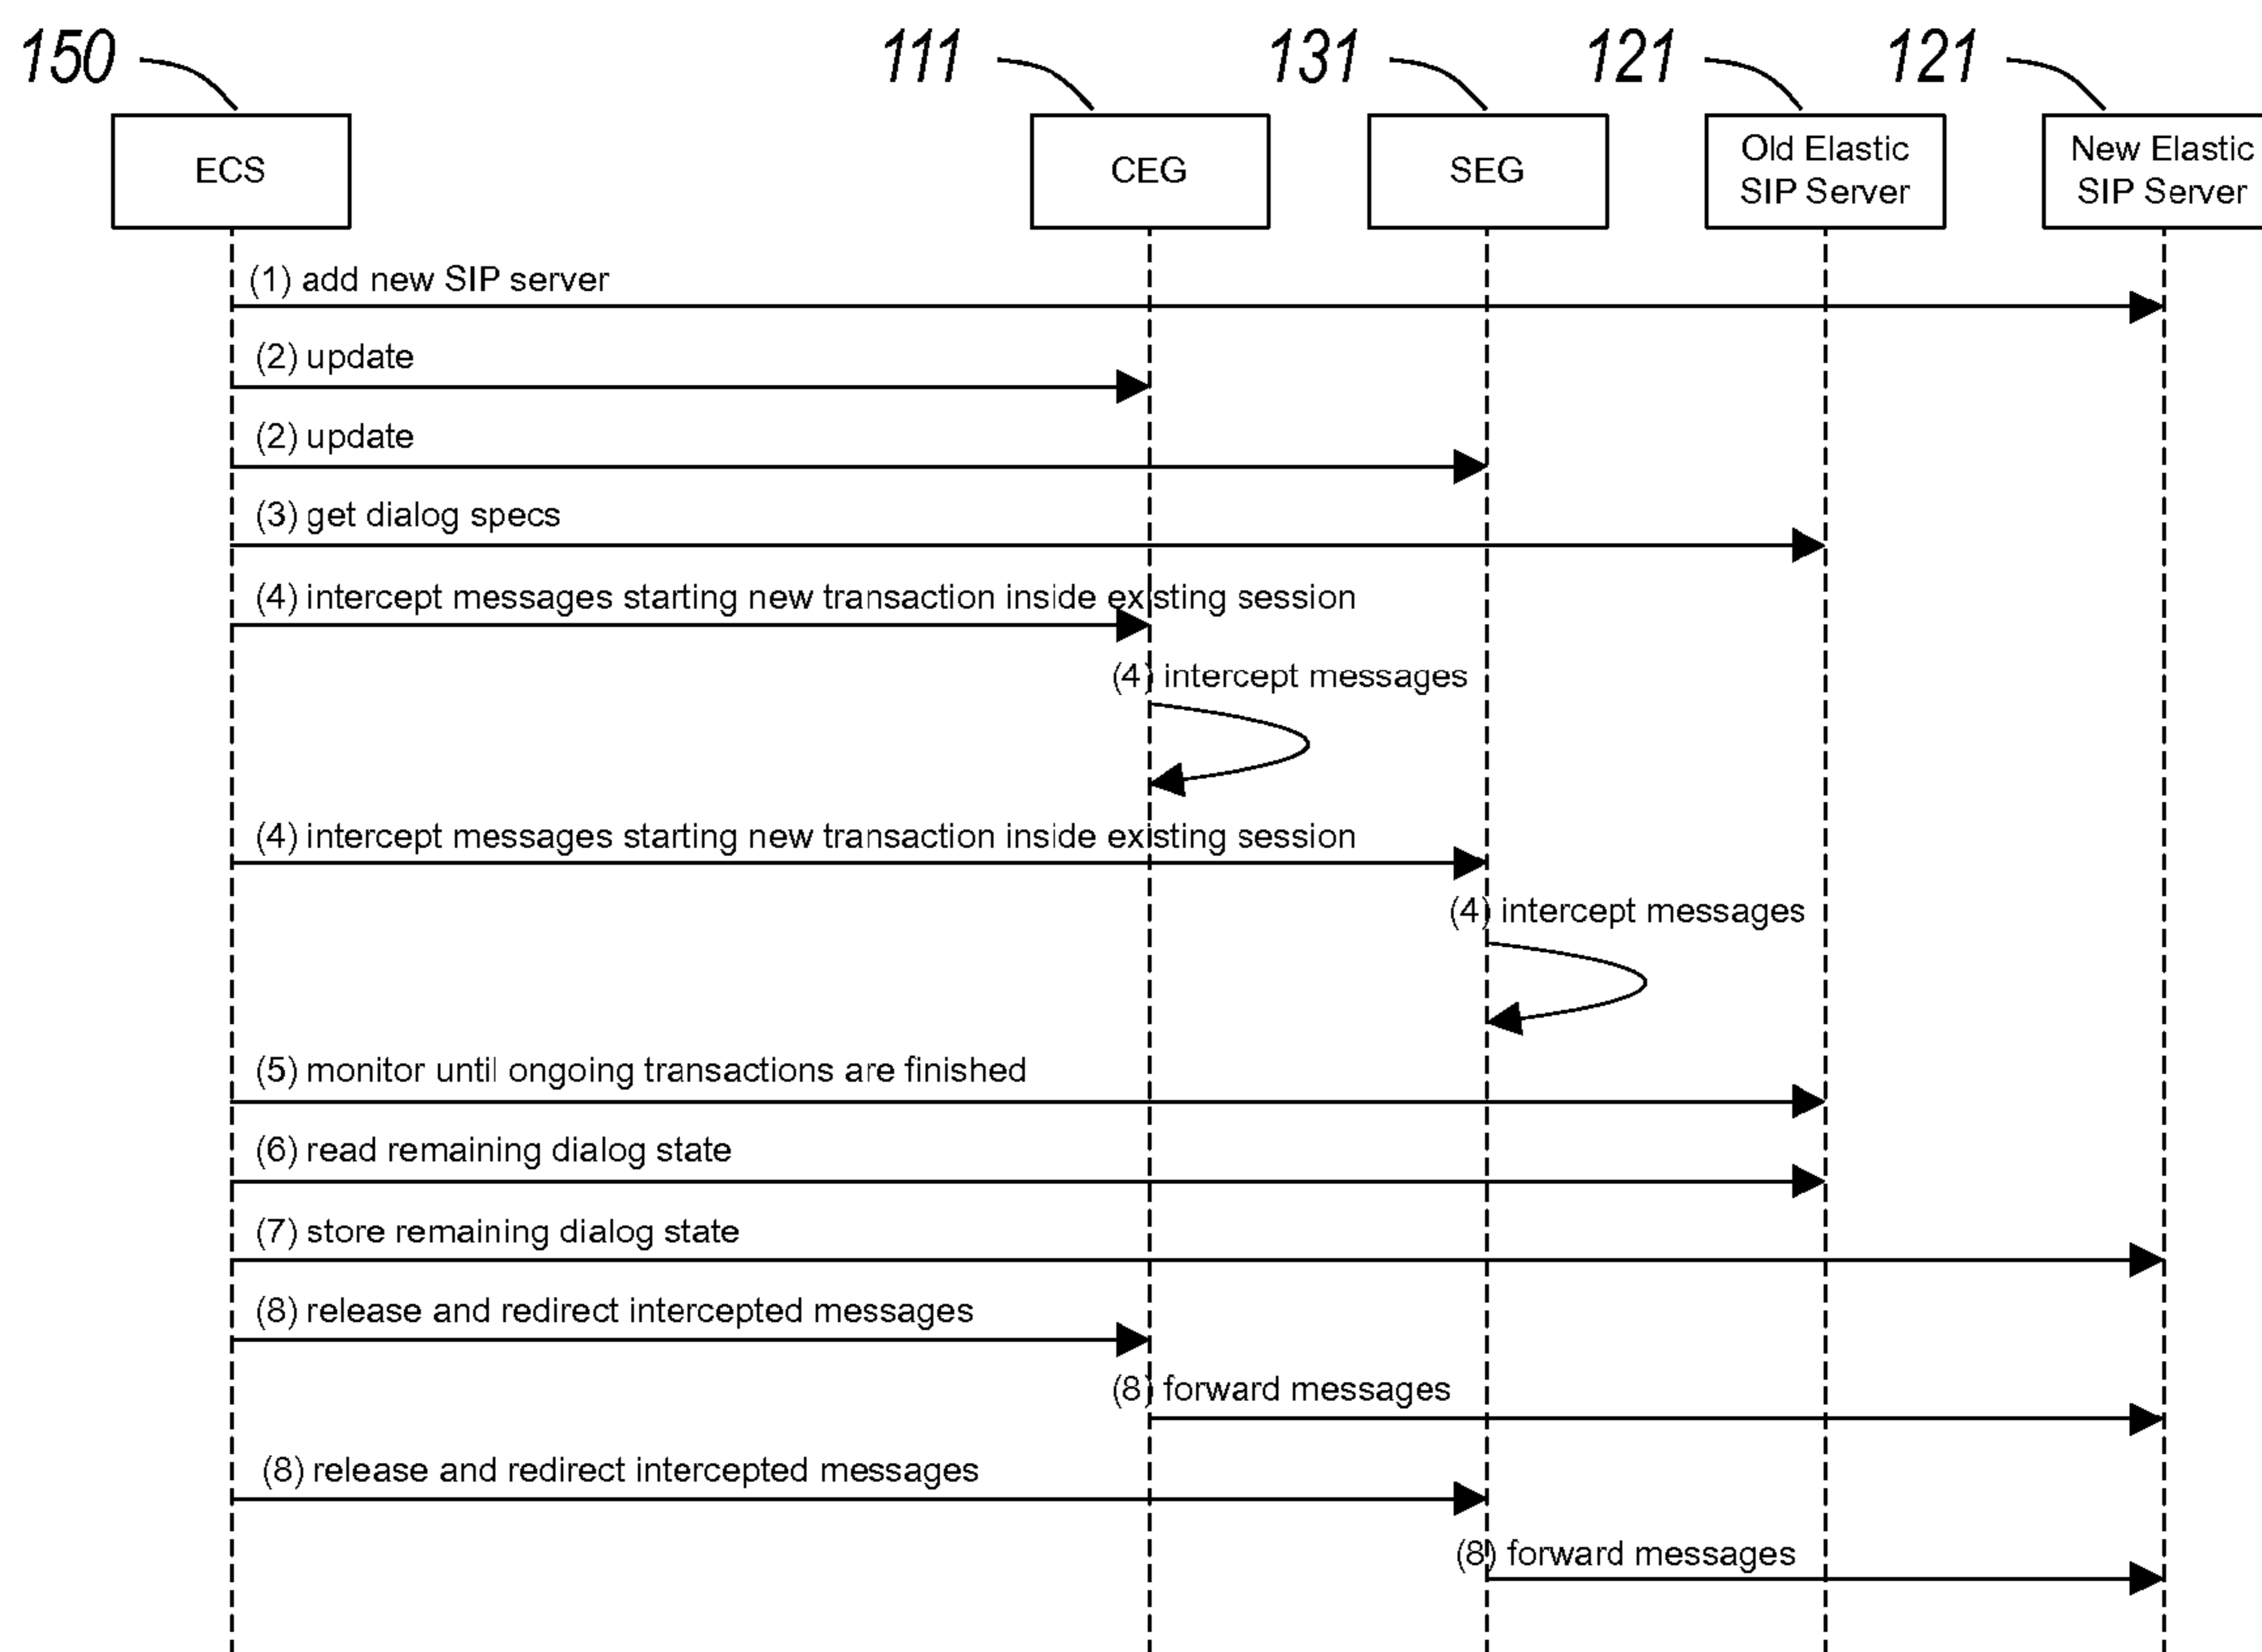 150 111 131 121 121
ECS
CEG
SEG
Old Elastic
SIP Server
New Elastic
SIP Server
(1) add new SIP server
(2) update
(2) update
(3) get dialog specs
(4) intercept messages starting new transaction inside existing session
(4) intercept messages
(4) intercept messages starting new transaction inside existing session
(4) intercept messages
(5) monitor until ongoing transactions are finished
(6) read remaining dialog state
(7) store remaining dialog state
(8) release and redirect intercepted messages
(8) forward messages
(8) release and redirect intercepted messages
(8) forward messages